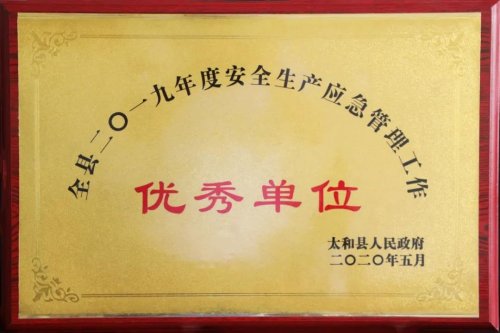 全县二〇一九年度安全生产应急管理工作
优秀单位
太和县人民政府
二〇二〇年五月